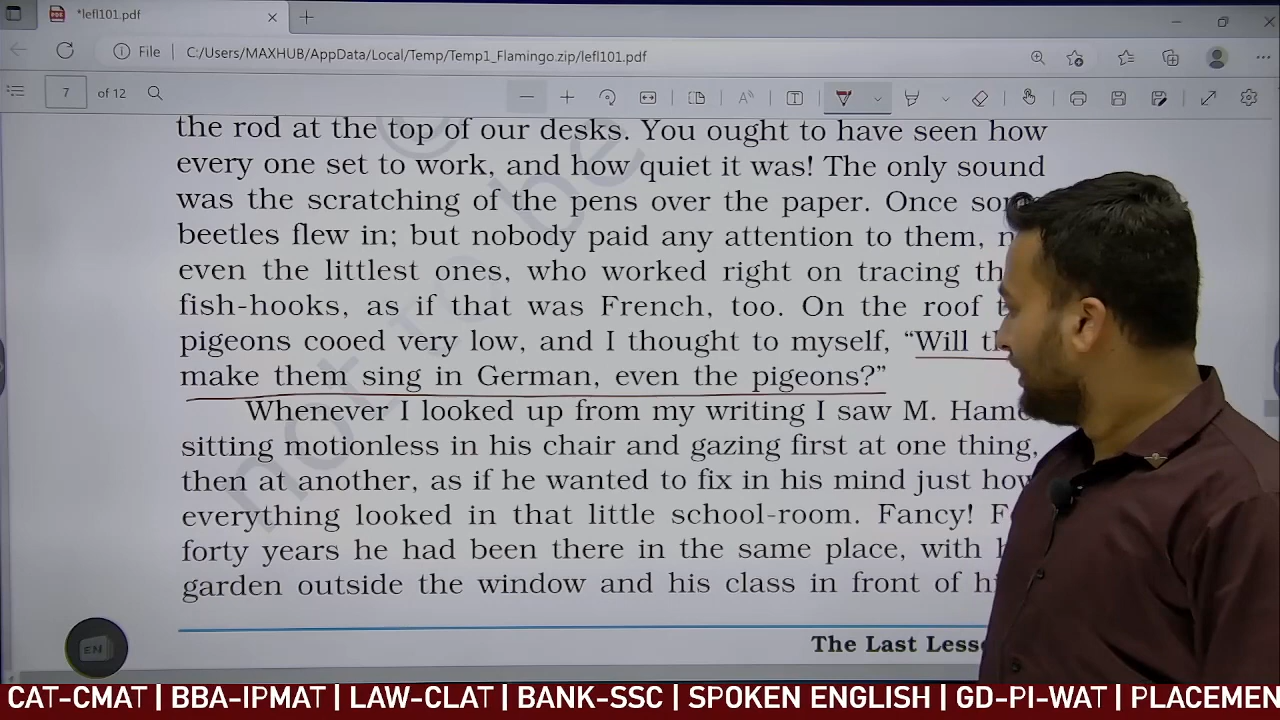 *lefl101.pdf
File
C:/Users/MAXHUB/AppData/Local/Temp/Temp1_Flamingo.zip/lefl101.pdf
7 of 12
the rod at the top of our desks. You ought to have seen how
every one set to work, and how quiet it was! The only sound
was the scratching of the pens over the paper. Once
beetles flew in; but nobody paid any attention to them,
even the littlest ones, who worked right on tracing
fish-hooks, as if that was French, too. On the roof
pigeons cooed very low, and I thought to myself, “Will
make them sing in German, even the pigeons?”
Whenever I looked up from my writing I saw M.
sitting motionless in his chair and gazing first at one thing,
then at another, as if he wanted to fix in his mind just how
everything looked in that little school-room. Fancy!
forty years he had been there in the same place, with
garden outside the window and his class in front of
not to be
The Last
EN
CAT-CMAT | BBA-IPMAT | LAW-CLAT | BANK-SSC | SPOKEN ENGLISH | GD-PI-WAT | PLACEMEN